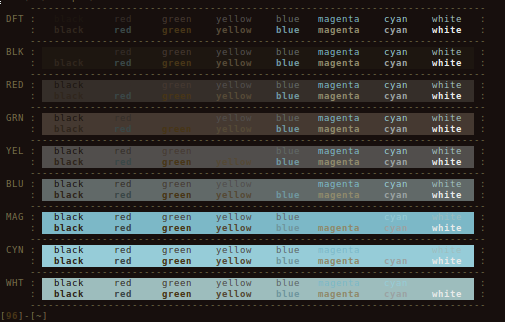 DFT : red green yellow blue magenta cyan white :
: black red green yellow blue magenta cyan white :
BLK : red green yellow blue magenta cyan white :
: black red green yellow blue magenta cyan white :
RED : black red green yellow blue magenta cyan white :
: black red green yellow blue magenta cyan white :
GRN : black red green yellow blue magenta cyan white :
: black red green yellow blue magenta cyan white :
YEL : black red green blue magenta cyan white :
: black red green yellow blue magenta cyan white :
BLU : black red green yellow magenta cyan white :
: black red green yellow blue magenta cyan white :
MAG : black red green yellow blue cyan white :
: black red green yellow blue magenta cyan white :
CYN : black red green yellow blue magenta white :
: black red green yellow blue magenta cyan white :
WHT : black red green yellow blue magenta cyan :
: black red green yellow blue magenta cyan white :
[96]-[~]